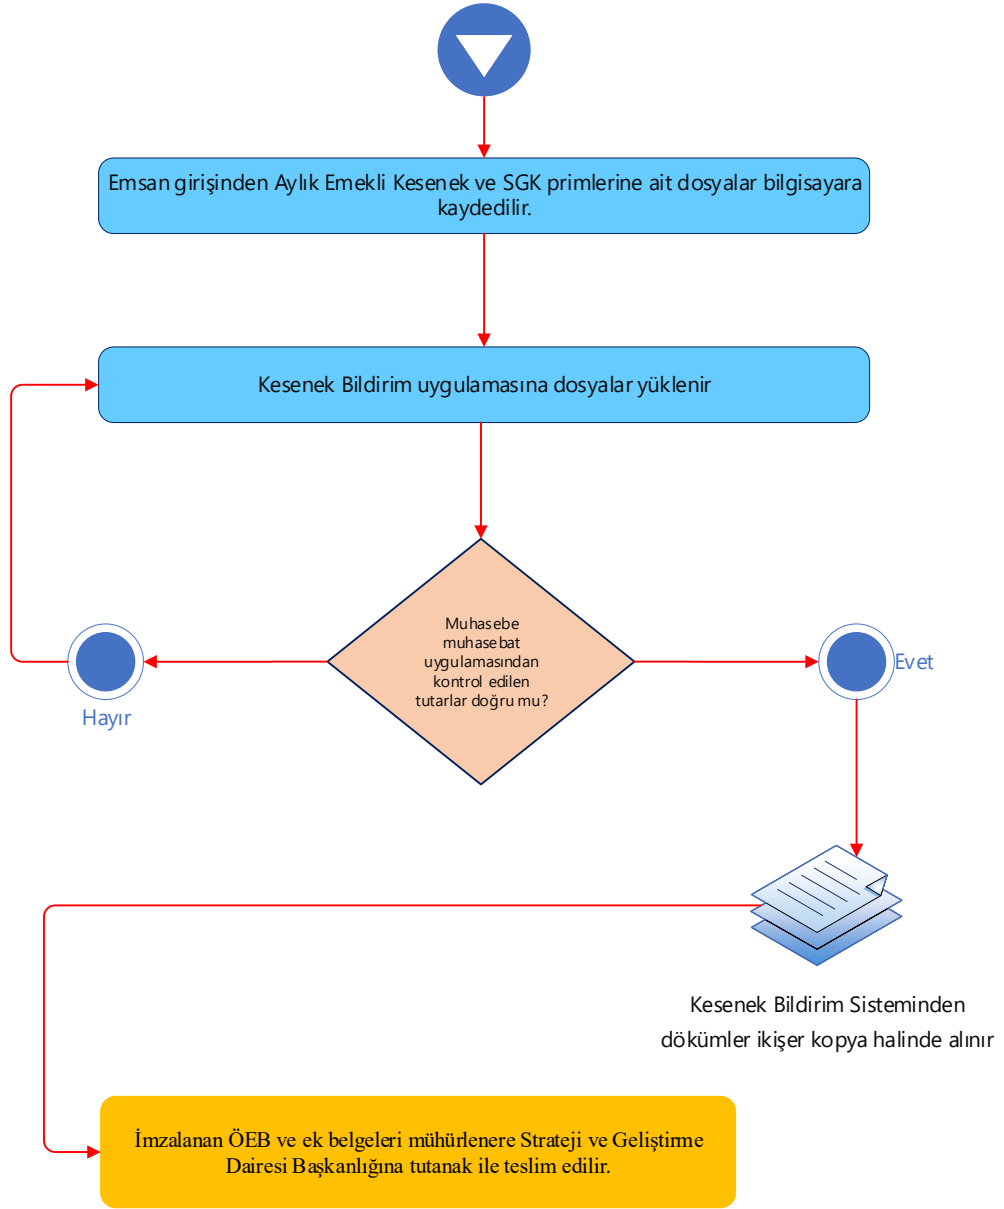 Emsan girişinden Aylık Emekli Kesenek ve SGK primlerine ait dosyalar bilgisayara
kaydedilir.
Kesenek Bildirim uygulamasına dosyalar yüklenir
Muhasebe
muhasebat
uygulamasından
kontrol edilen
tutarlar doğru mu?
Evet
Hayır
Kesenek Bildirim Sisteminden
dökümler ikişer kopya halinde alınır
İmzalanan ÖEB ve ek belgeleri mühürlenere Strateji ve Geliştirme
Dairesi Başkanlığına tutanak ile teslim edilir.